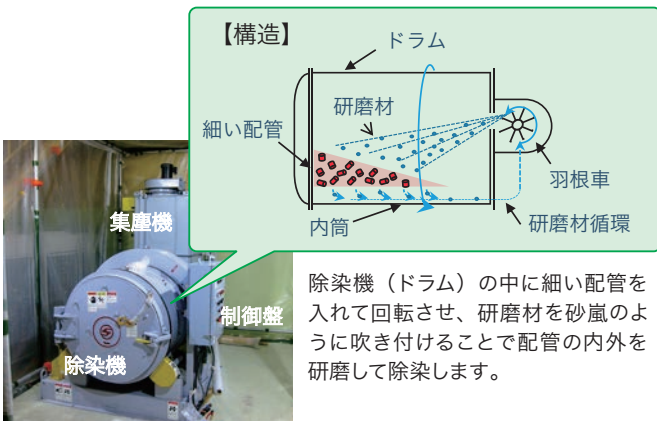 【構造】
ドラム
研磨材
細い配管
羽根車
内筒
研磨材循環
集塵機
制御盤
除染機
除染機（ドラム）の中に細い配管を
入れて回転させ、研磨材を砂嵐のよ
うに吹き付けることで配管の内外を
研磨して除染します。